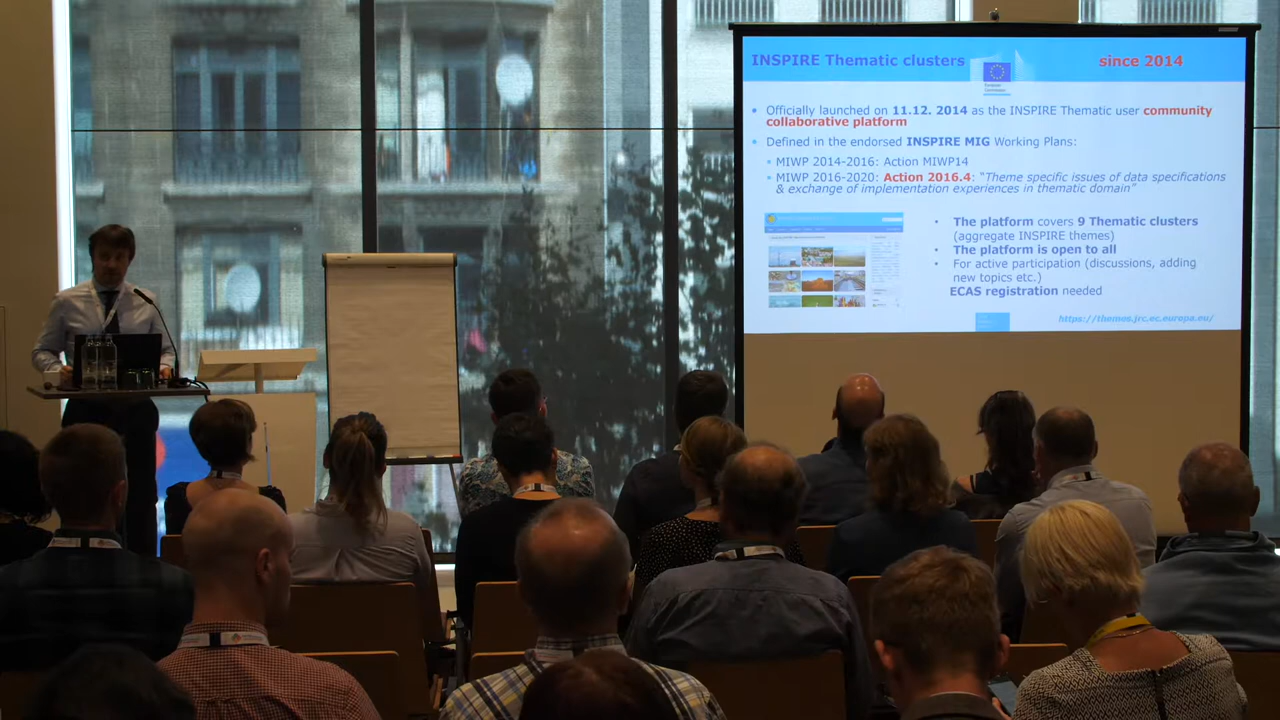 INSPIRE Thematic clusters
since 2014
European
Commission
• Officially launched on 11.12. 2014 as the INSPIRE Thematic user community
collaborative platform
• Defined in the endorsed INSPIRE MIG Working Plans:
▪ MIWP 2014-2016: Action MIWP14
▪ MIWP 2016-2020: Action 2016.4: “Theme specific issues of data specifications
& exchange of implementation experiences in thematic domain”
• The platform covers 9 Thematic clusters
(aggregate INSPIRE themes)
• The platform is open to all
• For active participation (discussions, adding
new topics etc.)
ECAS registration needed
https://themes.jrc.ec.europa.eu/